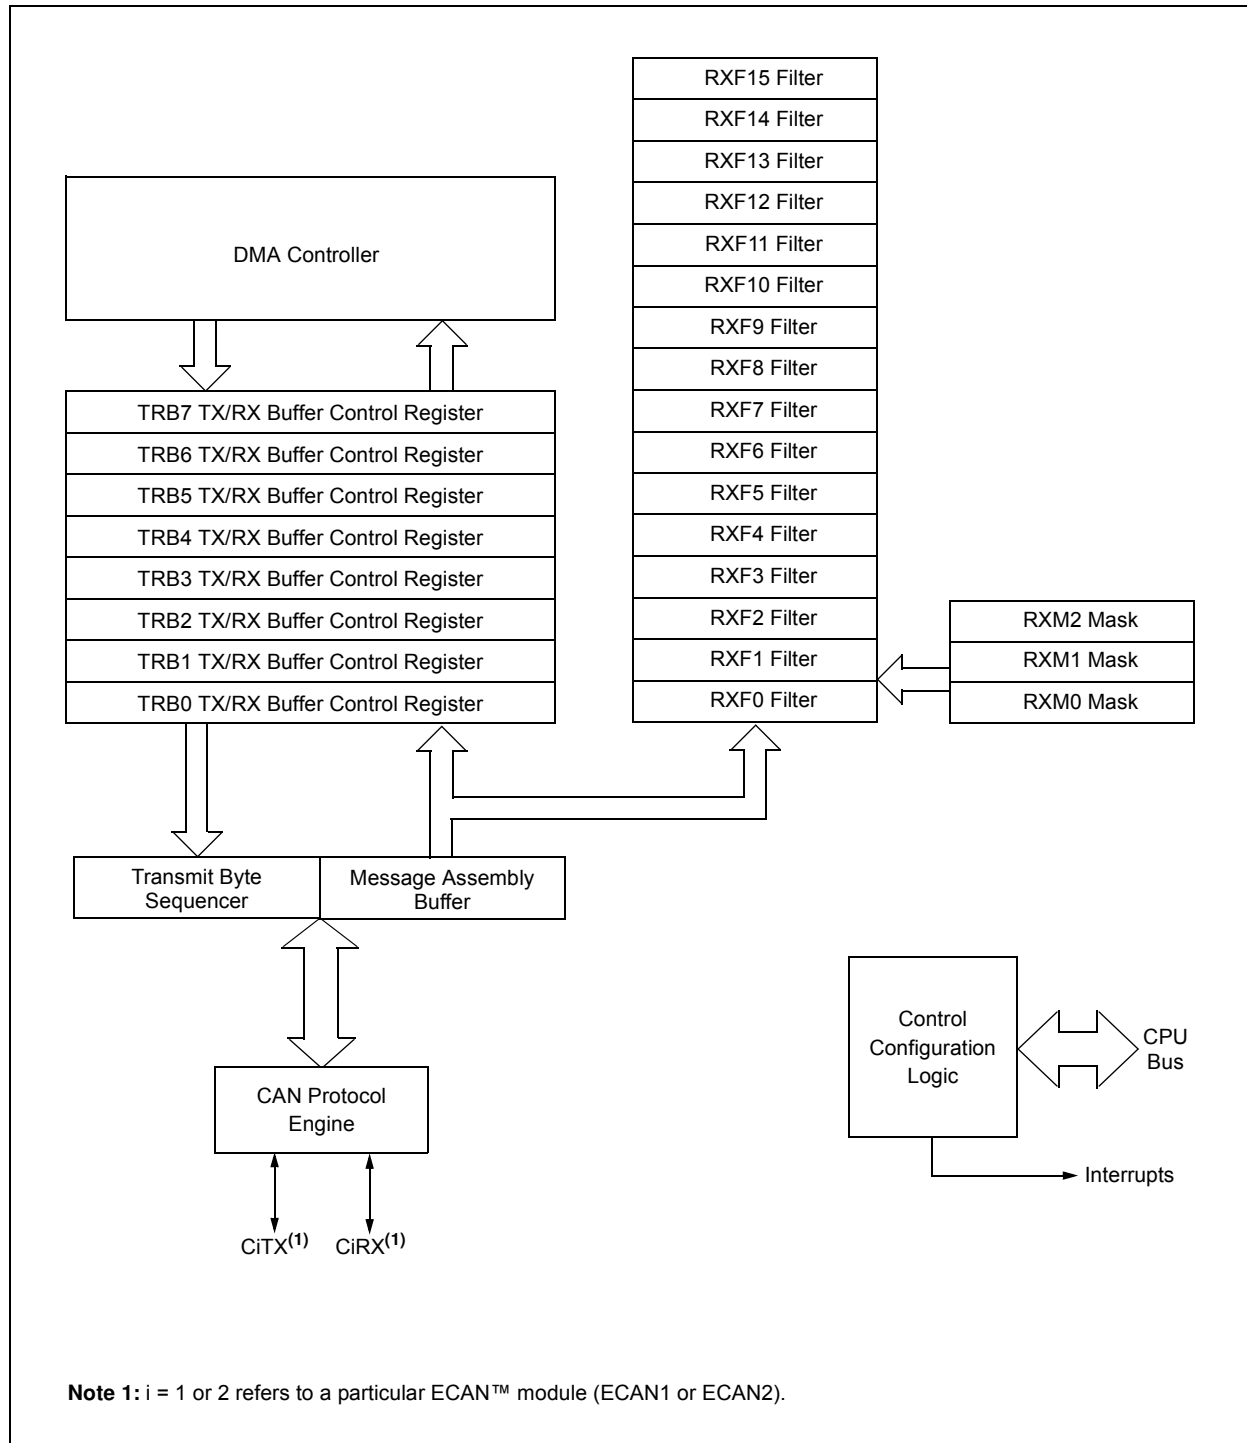 RXF15 Filter
RXF14 Filter
RXF13 Filter
RXF12 Filter
RXF11 Filter
RXF10 Filter
RXF9 Filter
RXF8 Filter
RXF7 Filter
RXF6 Filter
RXF5 Filter
RXF4 Filter
RXF3 Filter
RXF2 Filter
RXF1 Filter
RXF0 Filter
DMA Controller
TRB7 TX/RX Buffer Control Register
TRB6 TX/RX Buffer Control Register
TRB5 TX/RX Buffer Control Register
TRB4 TX/RX Buffer Control Register
TRB3 TX/RX Buffer Control Register
TRB2 TX/RX Buffer Control Register
TRB1 TX/RX Buffer Control Register
TRB0 TX/RX Buffer Control Register
RXM2 Mask
RXM1 Mask
RXM0 Mask
Transmit Byte
Sequencer
Message Assembly
Buffer
Control
Configuration
Logic
CPU
Bus
CAN Protocol
Engine
Interrupts
CiTX(1)
CiRX(1)
Note 1: i = 1 or 2 refers to a particular ECAN™ module (ECAN1 or ECAN2).